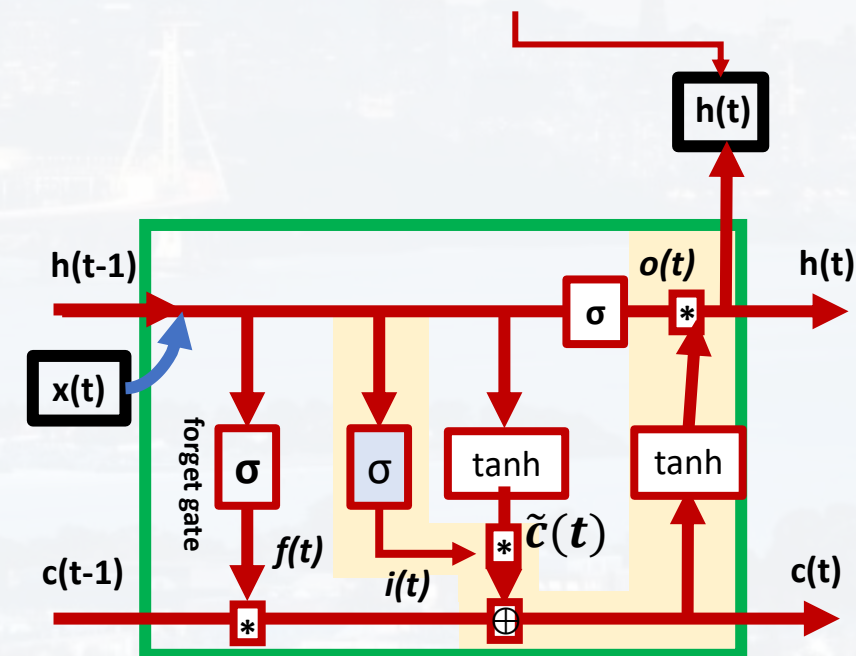 h(t)
h(t-1)
o(t)
h(t)
σ
*
x(t)
forget gate
σ
σ
tanh
tanh
*
c̃(t)
f(t)
c(t-1)
i(t)
c(t)
*
⊕